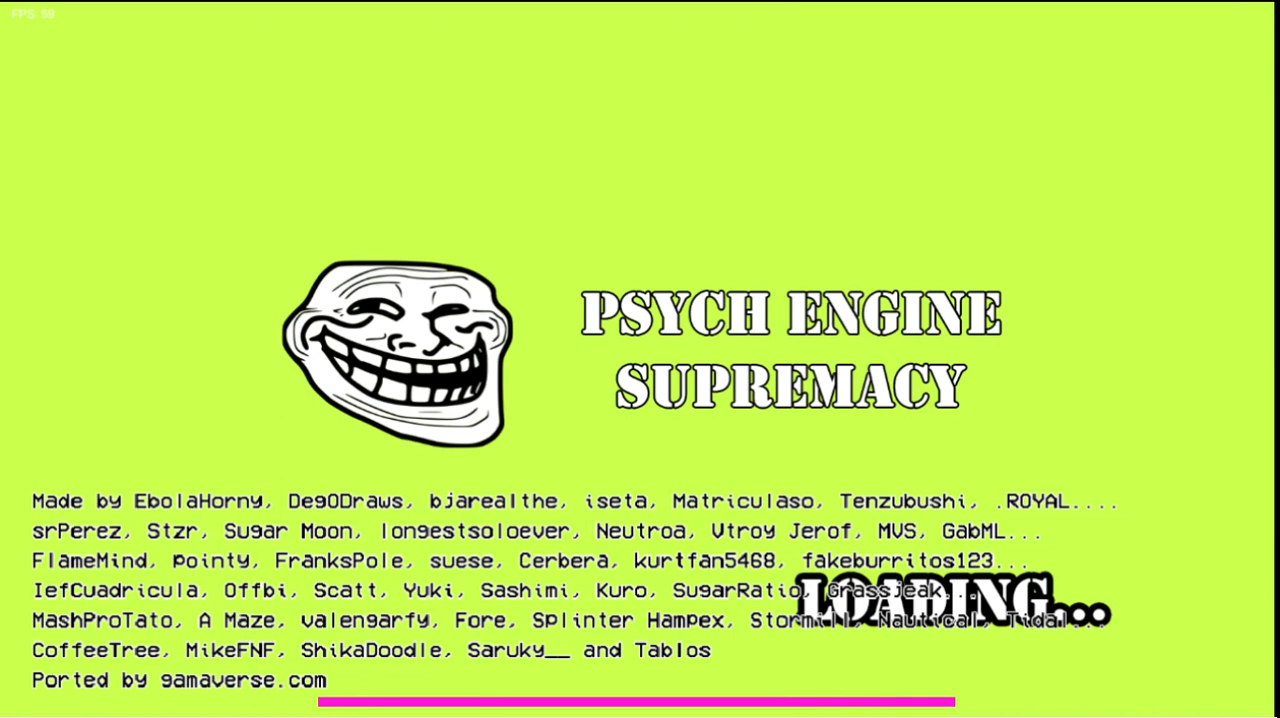 FPS: 59
PSYCH ENGINE
SUPREMACY
Made by EbolaHorny, DegODraws, bjarealthe, iseta, Matriculaso, Tenzubushi, .ROYAL....
srPerez, Stzr, Sugar Moon, longestsoloever, Neutroa, Vtroy Jerof, MVS, GabML...
FlameMind, pointy, FranksPole, suese, Cerbera, kurtfan5468, fakeburritos123...
IefCuadricula, Offbi, Scatt, Yuki, Sashimi, Kuro, SugarRatio, Grassjeak...
LOADING...
MashProTato, A Maze, valengarfy, Fore, Splinter Hampex, Stormill, Nautical, Tidal...
CoffeeTree, MikeFNF, ShikaDoodle, Saruky__ and Tablos
Ported by gamaverse.com